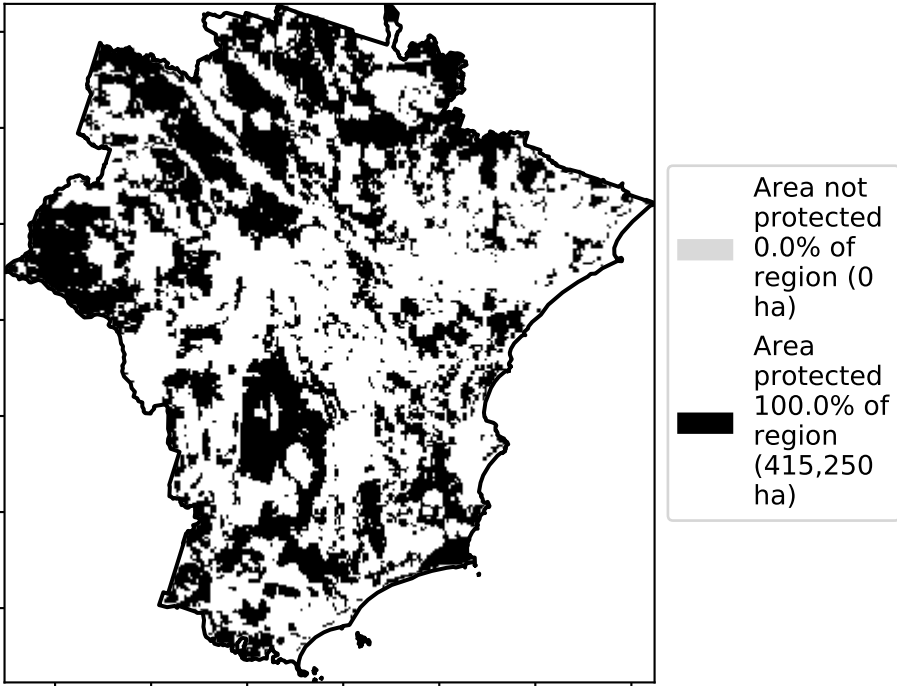 Area not
protected
0.0% of
region (0
ha)
Area
protected
100.0% of
region
(415,250
ha)